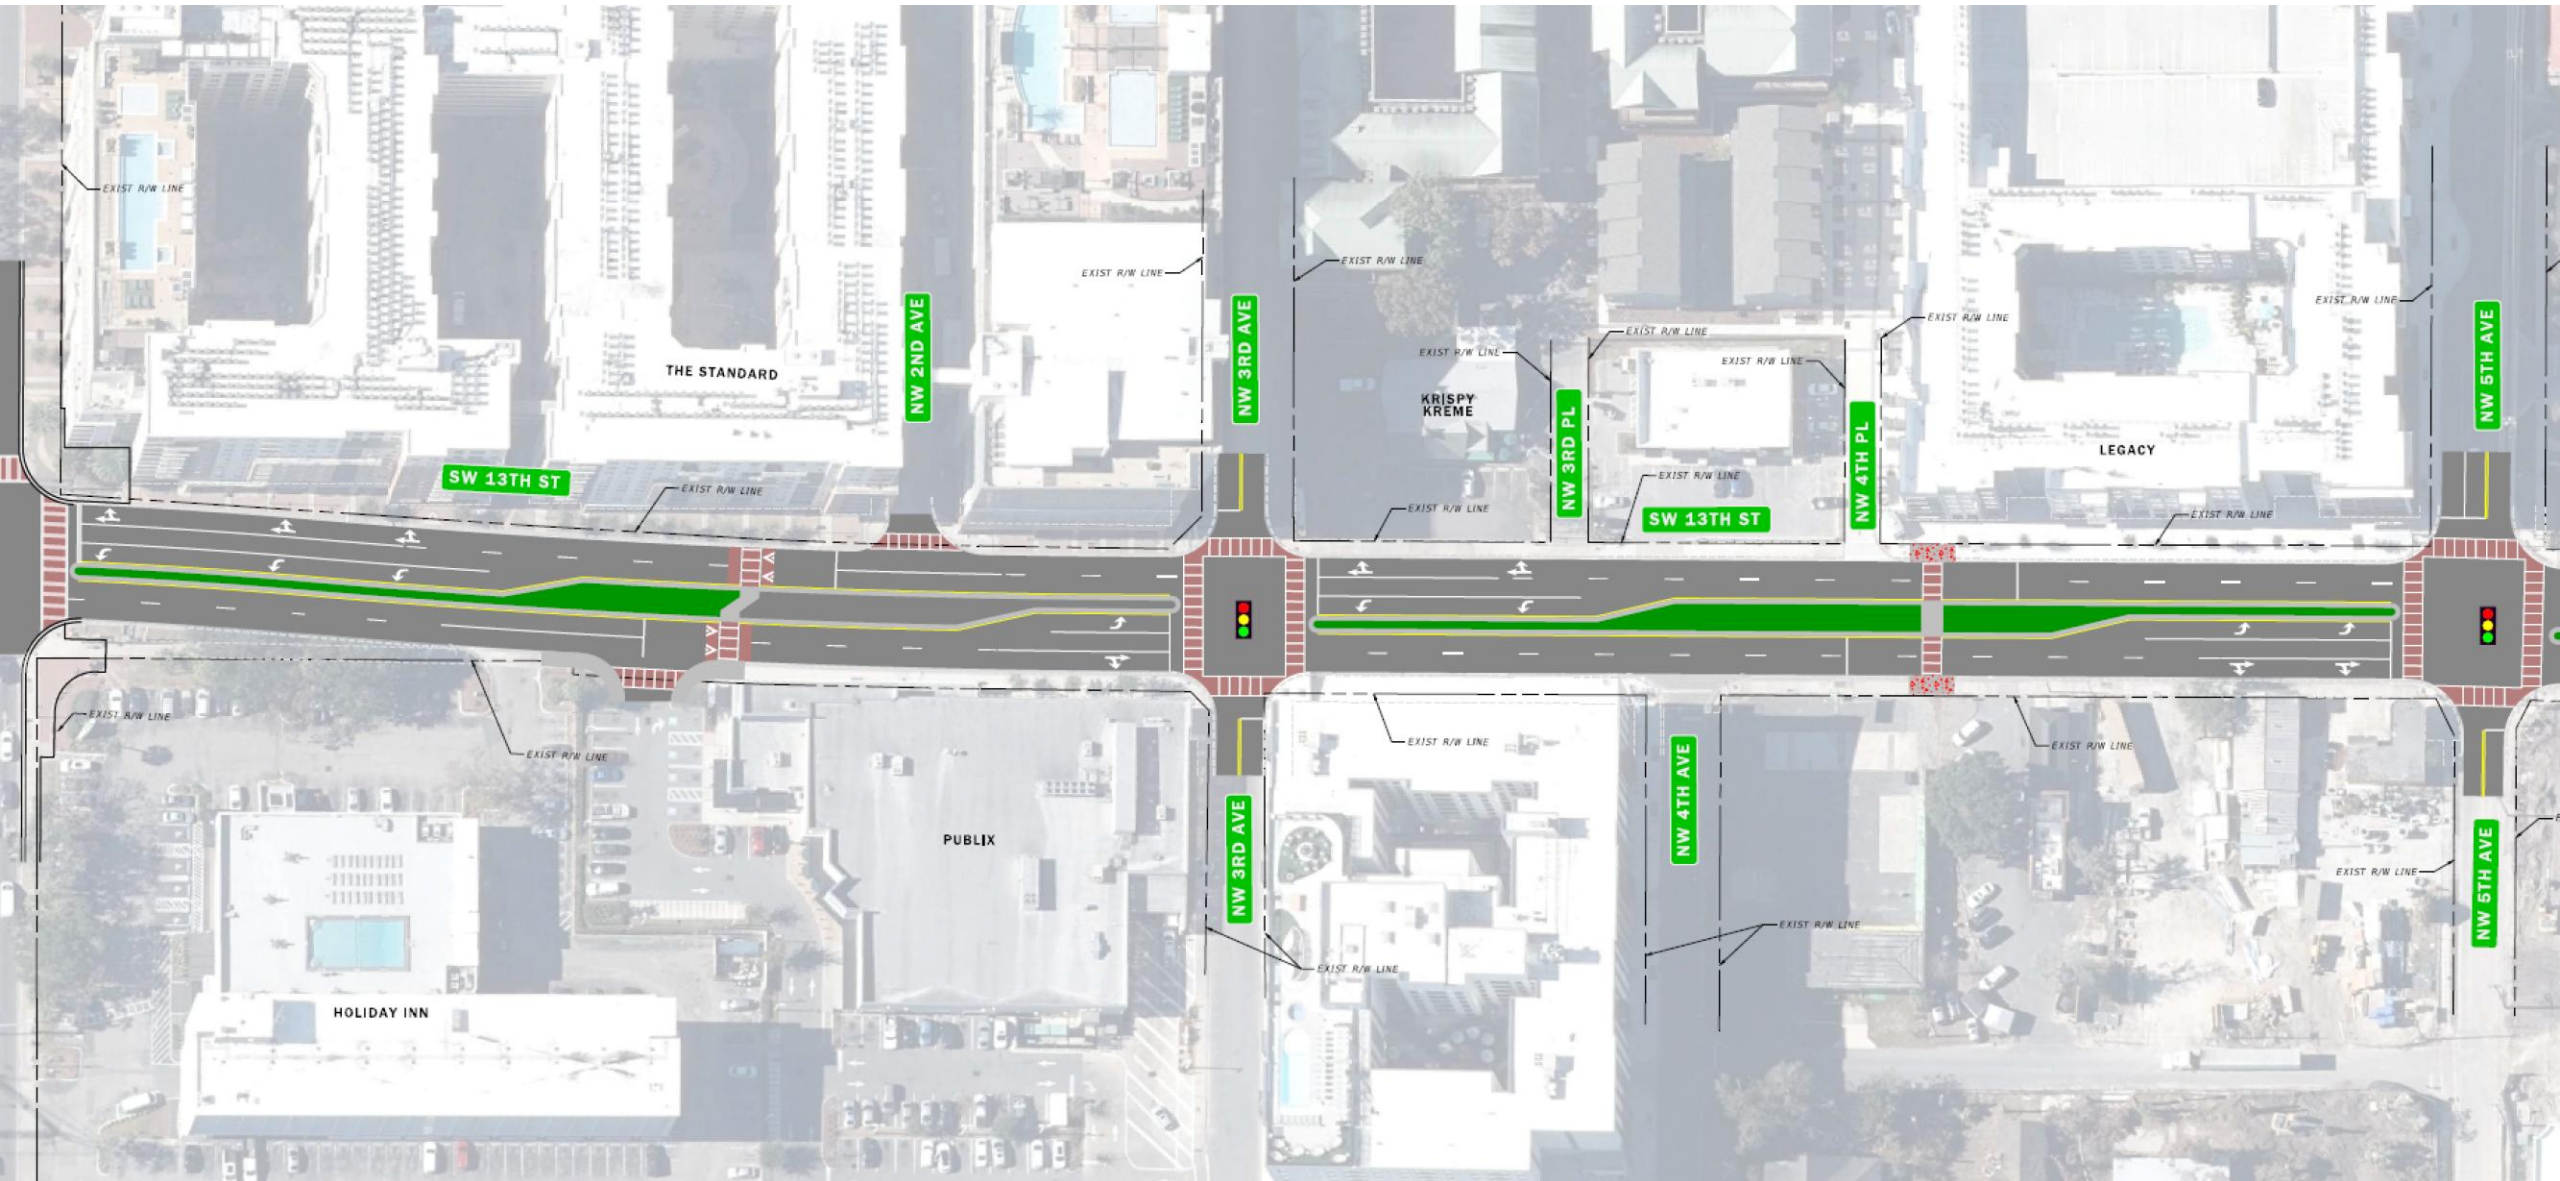 EXIST R/W LINE
THE STANDARD
NW 2ND AVE
SW 13TH ST
EXIST R/W LINE
EXIST R/W LINE
NW 3RD AVE
EXIST R/W LINE
EXIST R/W LINE
KRISPY
KREME
EXIST R/W LINE
NW 3RD PL
EXIST R/W LINE
EXIST R/W LINE
EXIST R/W LINE
SW 13TH ST
NW 4TH PL
EXIST R/W LINE
LEGACY
EXIST R/W LINE
EXIST R/W LINE
NW 5TH AVE
EXIST R/W LINE
EXIST R/W LINE
HOLIDAY INN
PUBLIX
NW 3RD AVE
EXIST R/W LINE
EXIST R/W LINE
NW 4TH AVE
EXIST R/W LINE
EXIST R/W LINE
EXIST R/W LINE
NW 5TH AVE